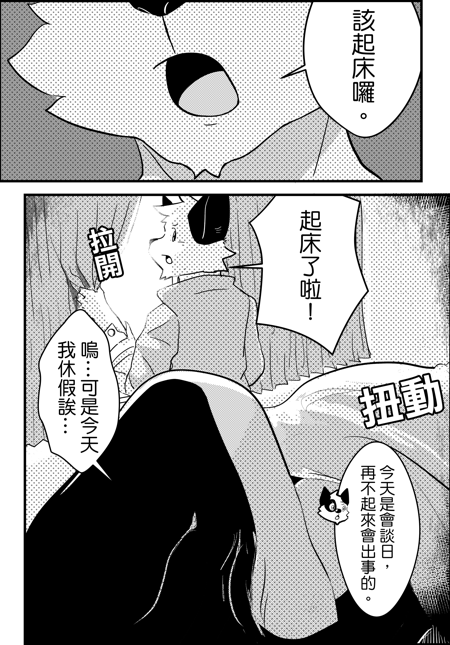 該起床囉。
起床了啦！
拉開
扭動
嗚…可是今天
我休假誒…
今天是會談日，
再不起來會出事的。